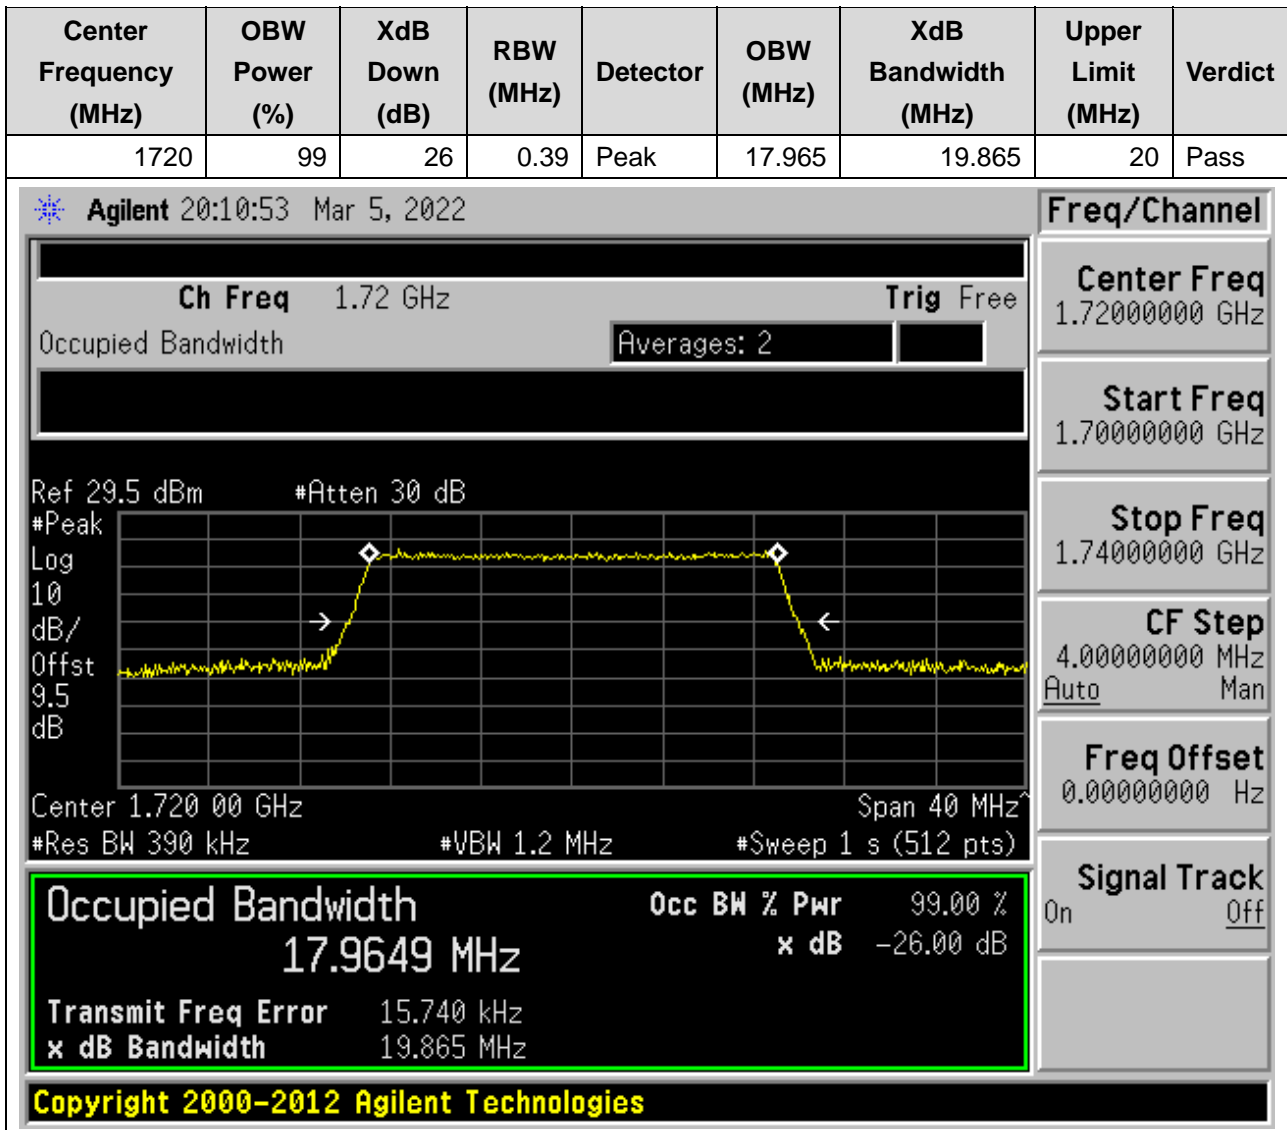 Center Frequency (MHz) OBW Power (%) XdB Down (dB) RBW (MHz) Detector OBW (MHz) XdB Bandwidth (MHz) Upper Limit (MHz) Verdict
1720 99 26 0.39 Peak 17.965 19.865 20 Pass
Agilent 20:10:53 Mar 5, 2022 Freq/Channel
Ch Freq 1.72 GHz Trig Free
Occupied Bandwidth Averages: 2
Center Freq
1.72000000 GHz
Start Freq
1.70000000 GHz
Stop Freq
1.74000000 GHz
CF Step
4.00000000 MHz
Auto Man
Freq Offset
0.00000000 Hz
Signal Track
On Off
Ref 29.5 dBm #Atten 30 dB
#Peak
Log
10
dB/
Offst
9.5
dB
Center 1.720 00 GHz Span 40 MHz^
#Res BW 390 kHz #VBW 1.2 MHz #Sweep 1 s (512 pts)
Occupied Bandwidth Occ BW % Pwr 99.00 %
17.9649 MHz x dB -26.00 dB
Transmit Freq Error 15.740 kHz
x dB Bandwidth 19.865 MHz
Copyright 2000-2012 Agilent Technologies